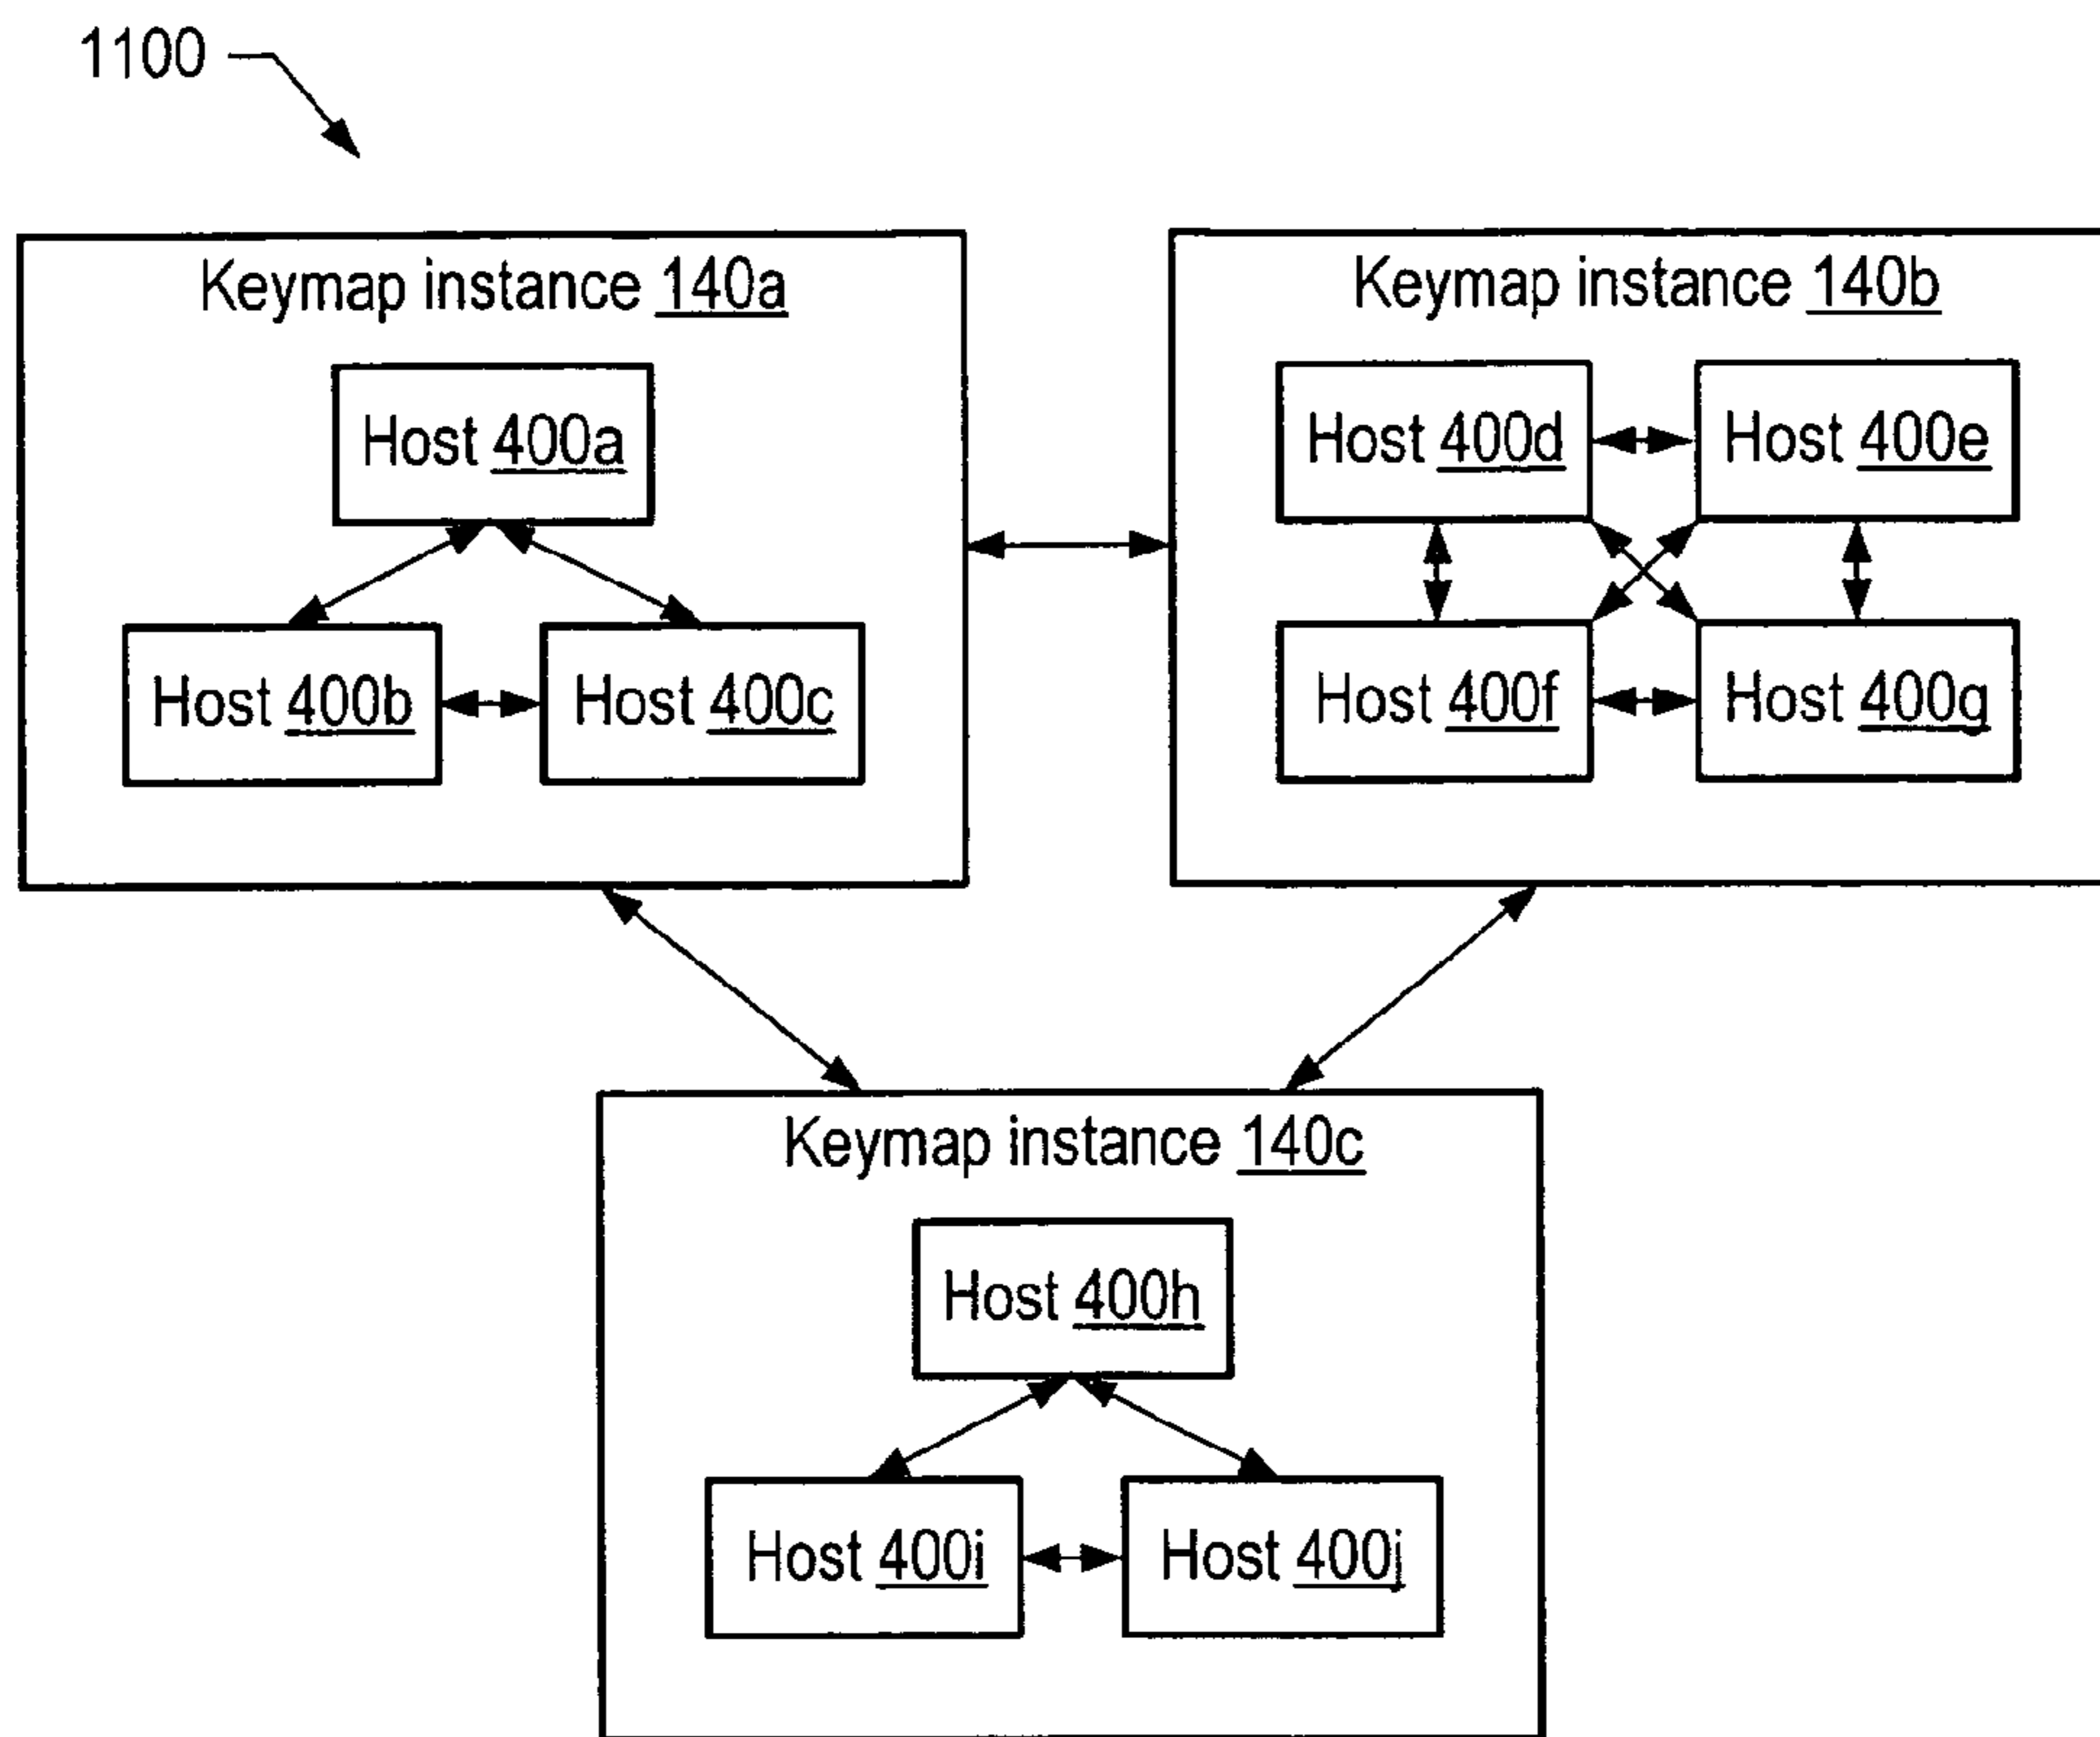 1100
Keymap instance 140a
Host 400a
Host 400b
Host 400c
Keymap instance 140b
Host 400d
Host 400e
Host 400f
Host 400g
Keymap instance 140c
Host 400h
Host 400i
Host 400j